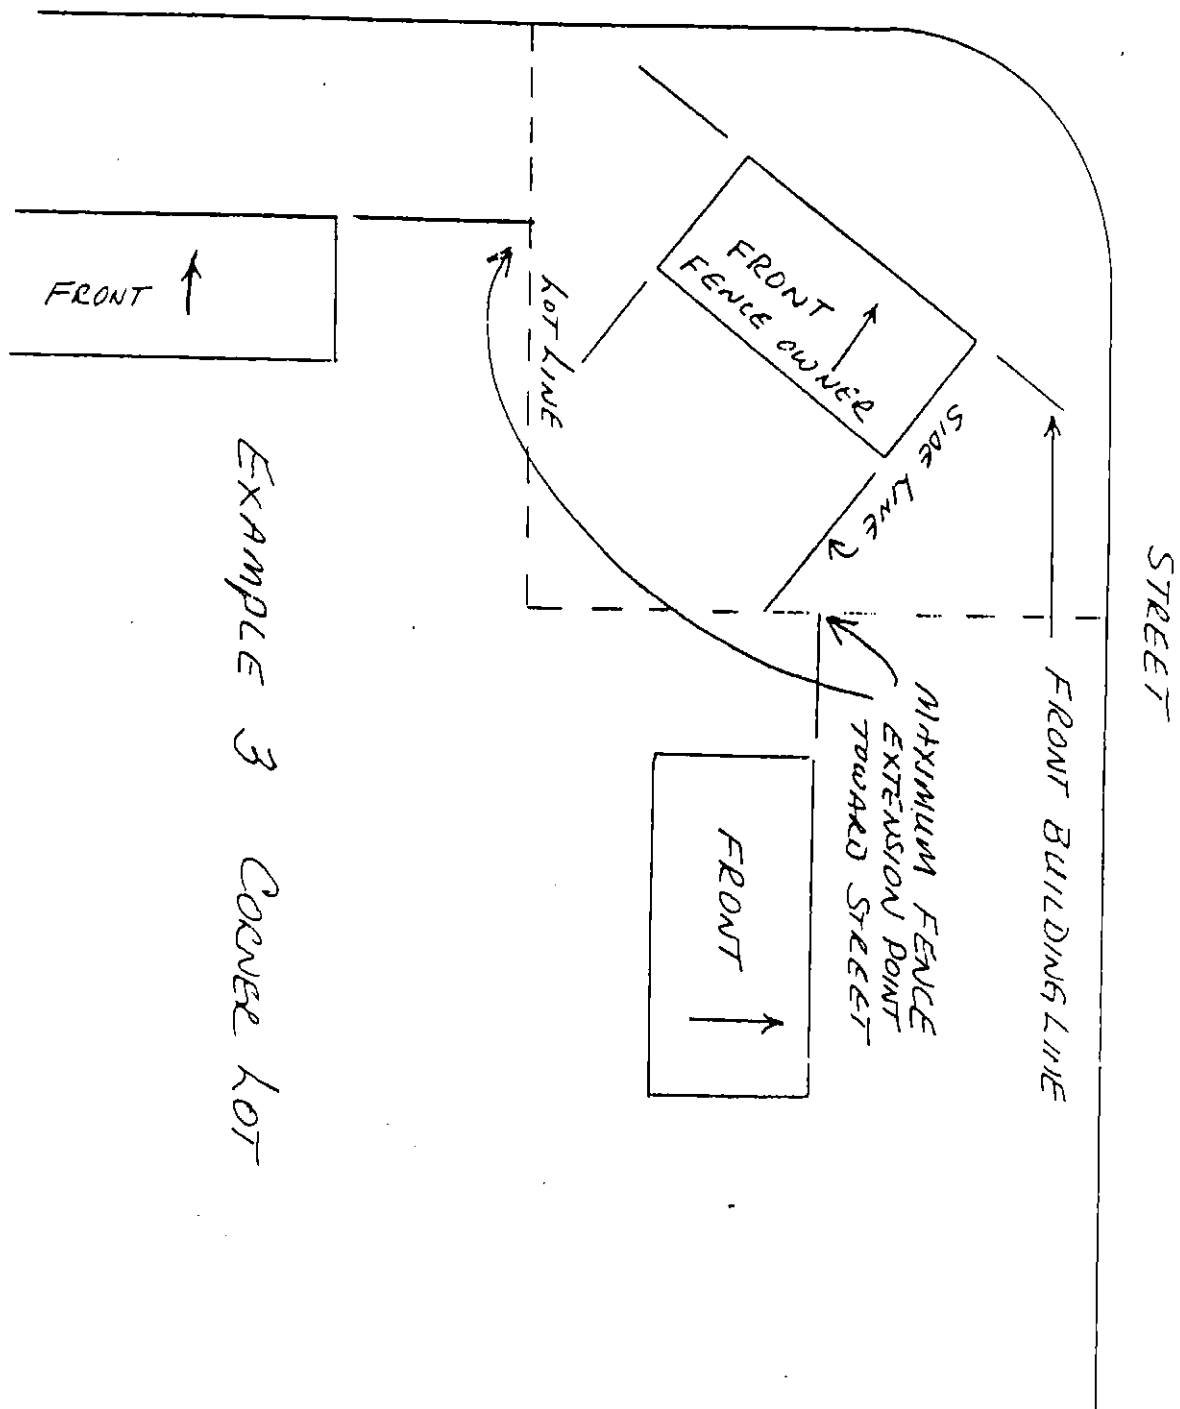 STREET
FRONT BUILDING LINE
MAXIMUM FENCE
EXTENSION POINT
TOWARD STREET
SIDE LINE
FRONT
FENCE OWNER
LOT LINE
FRONT
FRONT
EXAMPLE 3 CORNER LOT